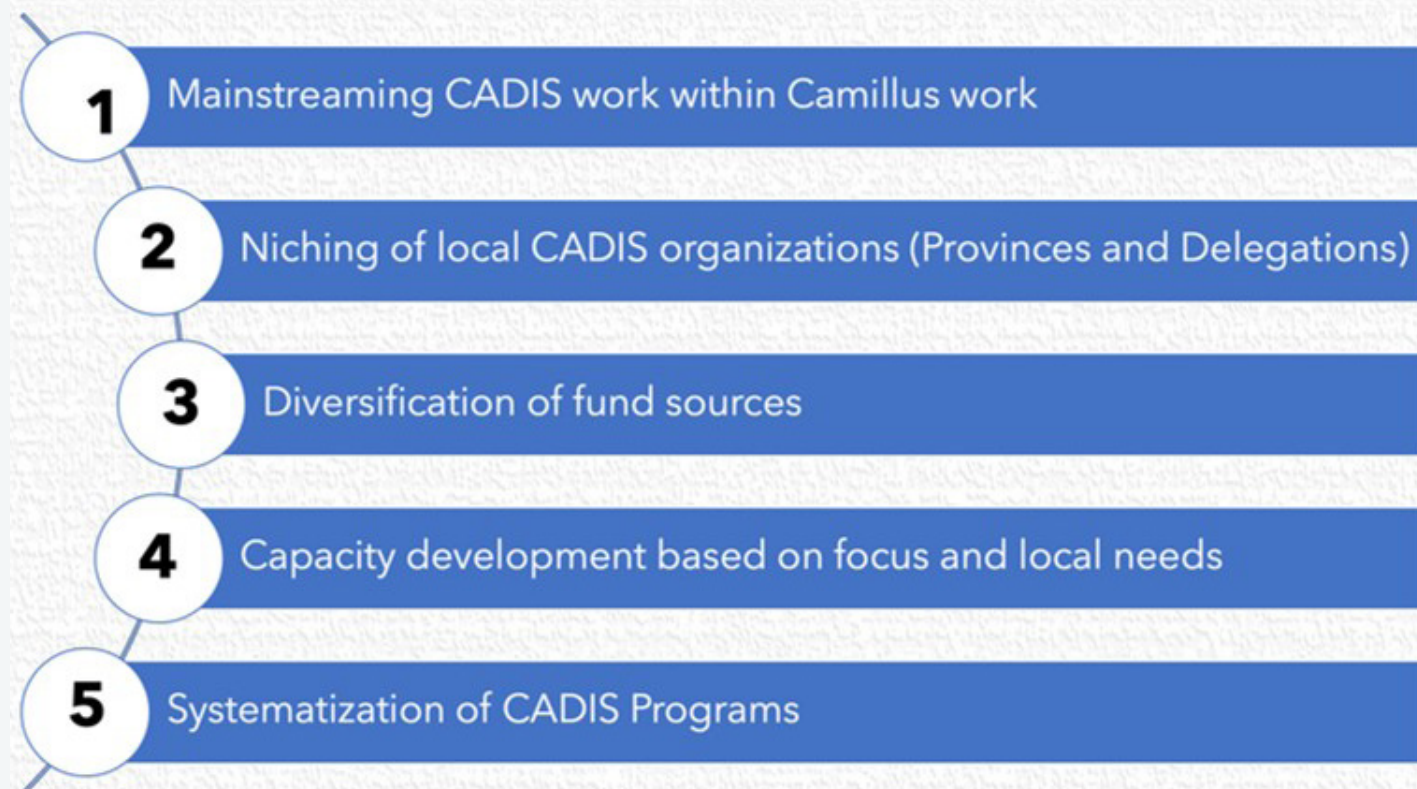 1 Mainstreaming CADIS work within Camillus work
2 Niching of local CADIS organizations (Provinces and Delegations)
3 Diversification of fund sources
4 Capacity development based on focus and local needs
5 Systematization of CADIS Programs